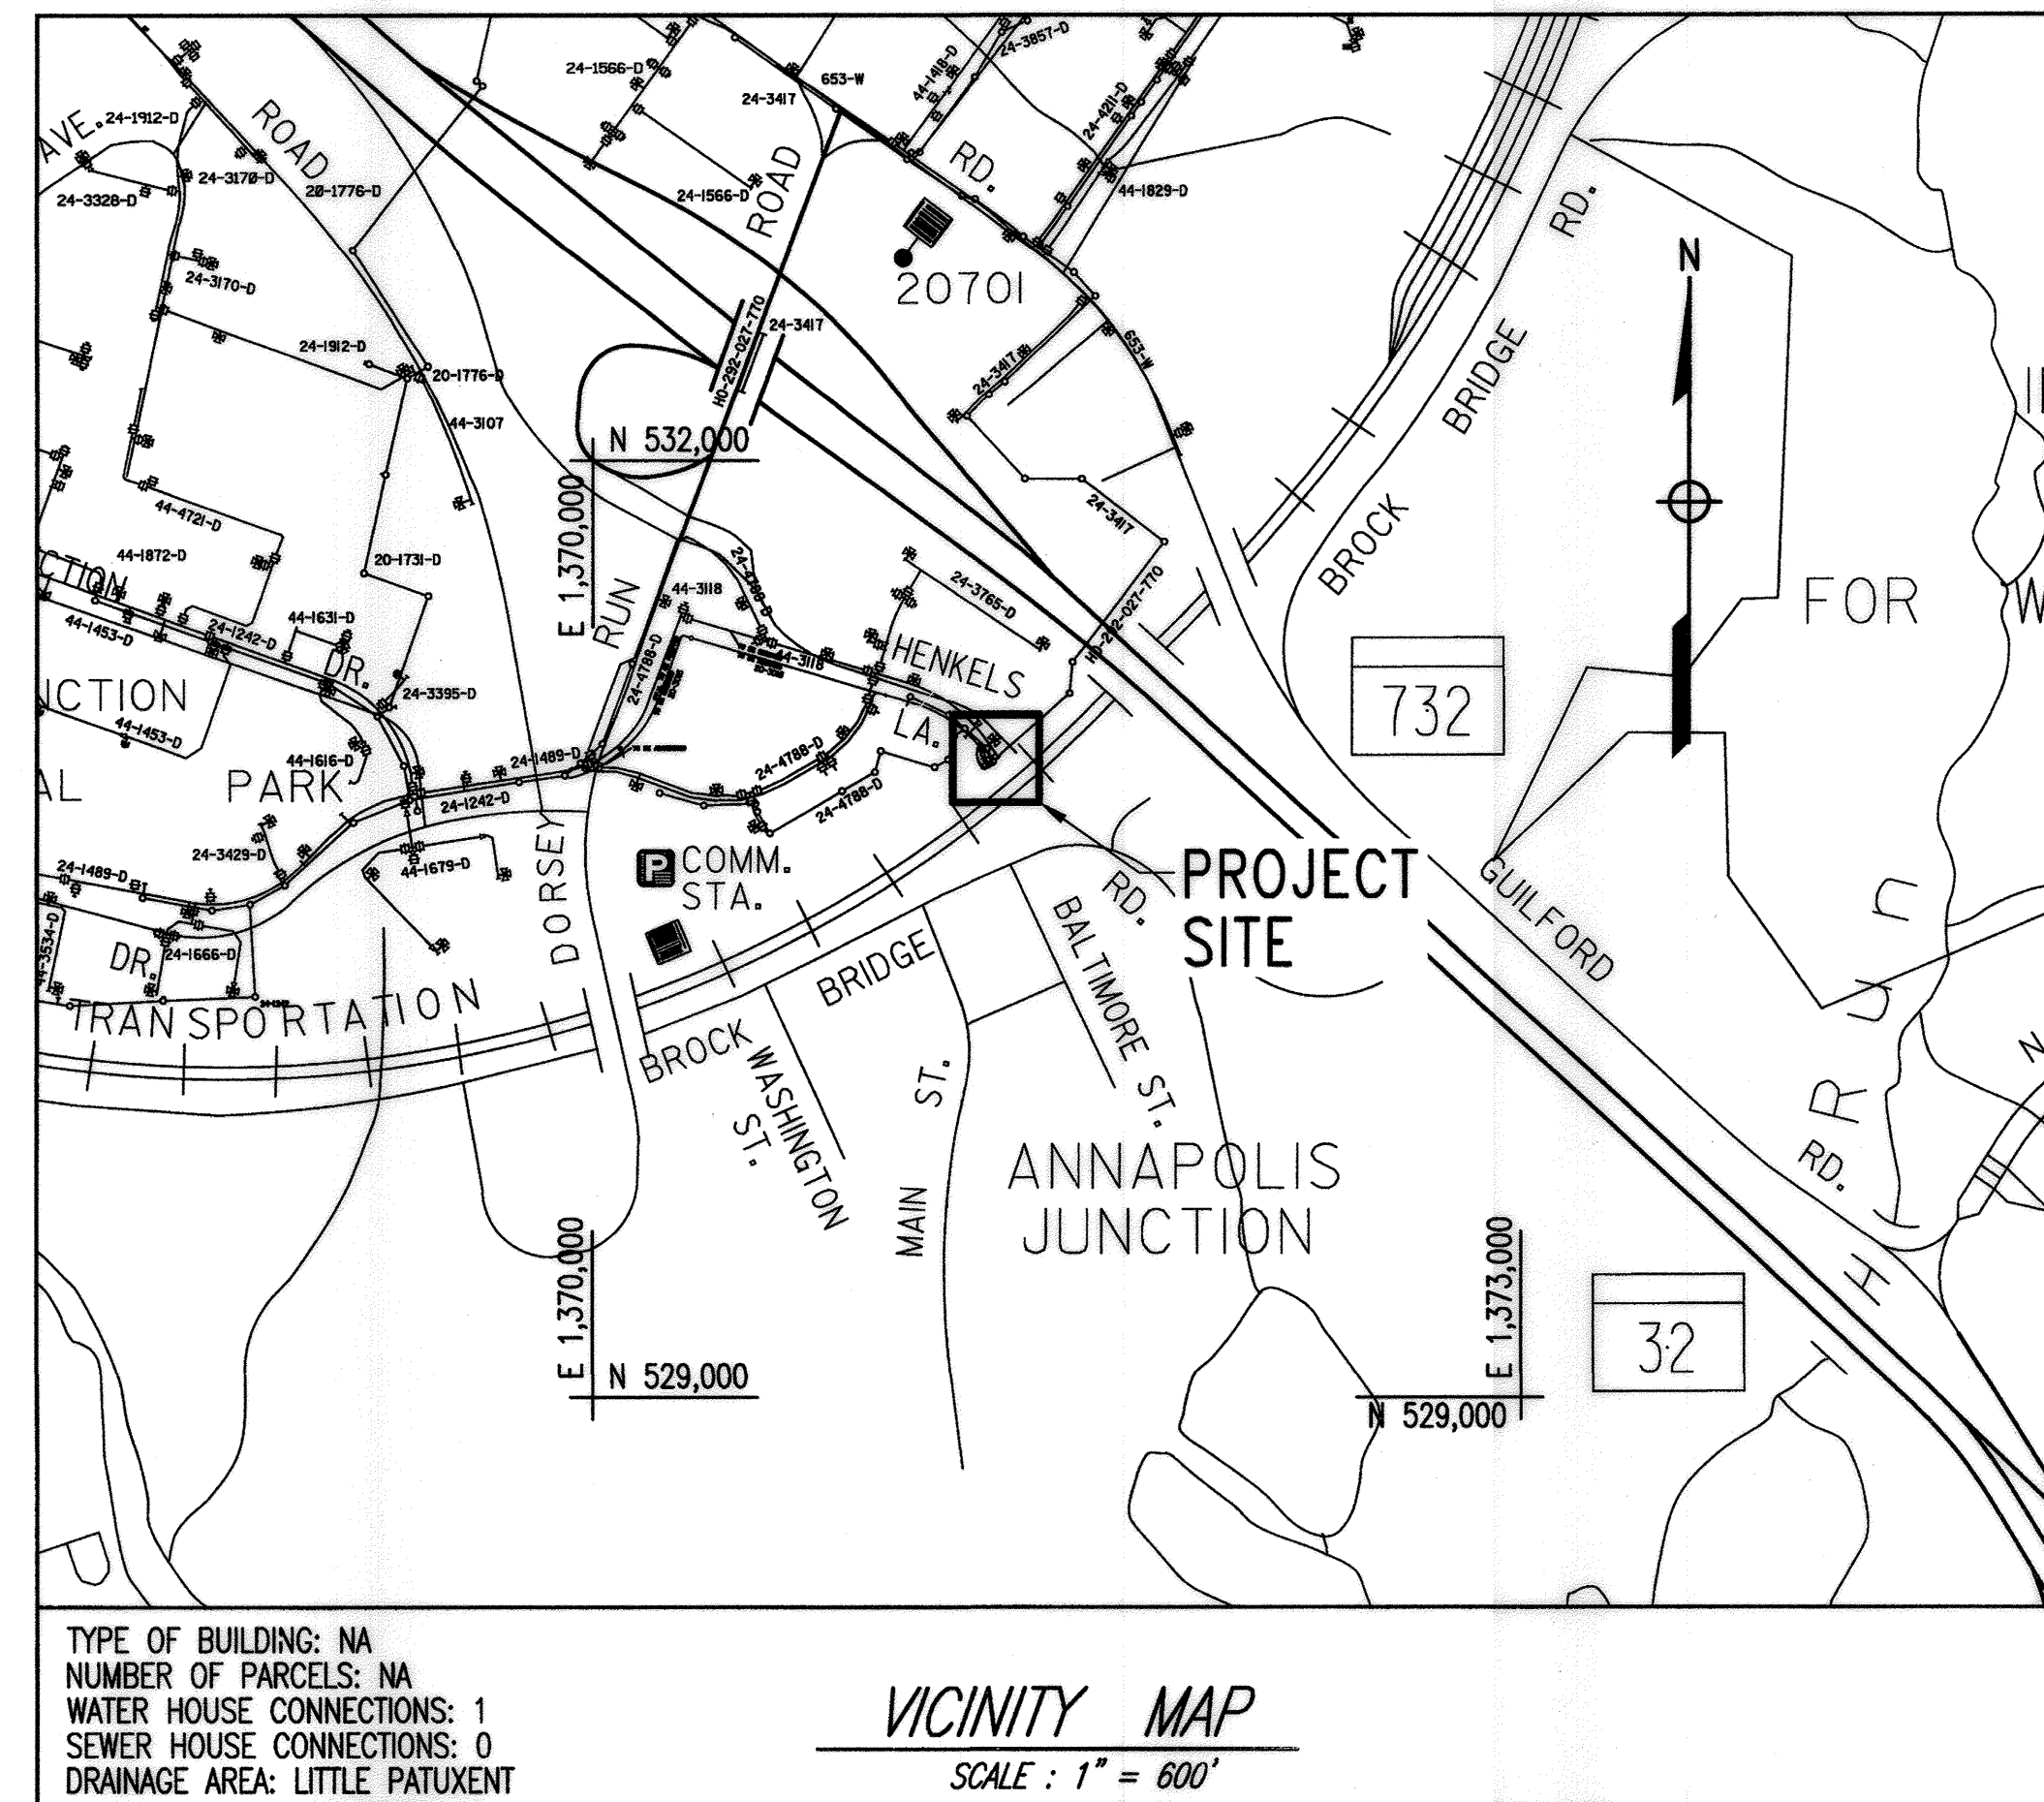 24-3857-D
44-1418-D
24-1566-D
653-W
24-3417
24-4211-D
AVE.
24-1912-D
ROAD
24-3170-D
20-1776-D
24-3328-D
24-1566-D
ROAD
RD.
44-1829-D
RD.
N
24-3170-D
20701
HO-292-027-770
24-3417
24-1912-D
20-1776-D
24-3417
653-W
BRIDGE
44-3107
N 532,000
E 1,370,000
44-4721-D
24-3417
BROCK
44-1872-D
20-1731-D
CTION
RUN
44-3118
24-4788-D
24-3765-D
HO-292-027-770
FOR
W
44-1453-D
24-1242-D
44-1631-D
DR.
24-4788-D
44-3118
HENKELS
LA.
732
24-3395-D
NCTION
44-1453-D
44-1616-D
24-1489-D
24-4788-D
AL
PARK
24-1242-D
24-4788-D
DORSEY
P
COMM.
STA.
PROJECT
SITE
RD.
GUILFORD
24-3429-D
24-1489-D
44-1679-D
44-3534-D
DR.
24-1666-D
TRANSPORTATION
BROCK
BRIDGE
BALTIMORE ST.
Run
WASHINGTON
ST.
MAIN
ST.
ANNAPOLIS
JUNCTION
RD.
N
H
E 1,370,000
N 529,000
E 1,373,000
N 529,000
32
TYPE OF BUILDING: NA
NUMBER OF PARCELS: NA
WATER HOUSE CONNECTIONS: 1
SEWER HOUSE CONNECTIONS: 0
DRAINAGE AREA: LITTLE PATUXENT
VICINITY MAP
SCALE : 1" = 600'